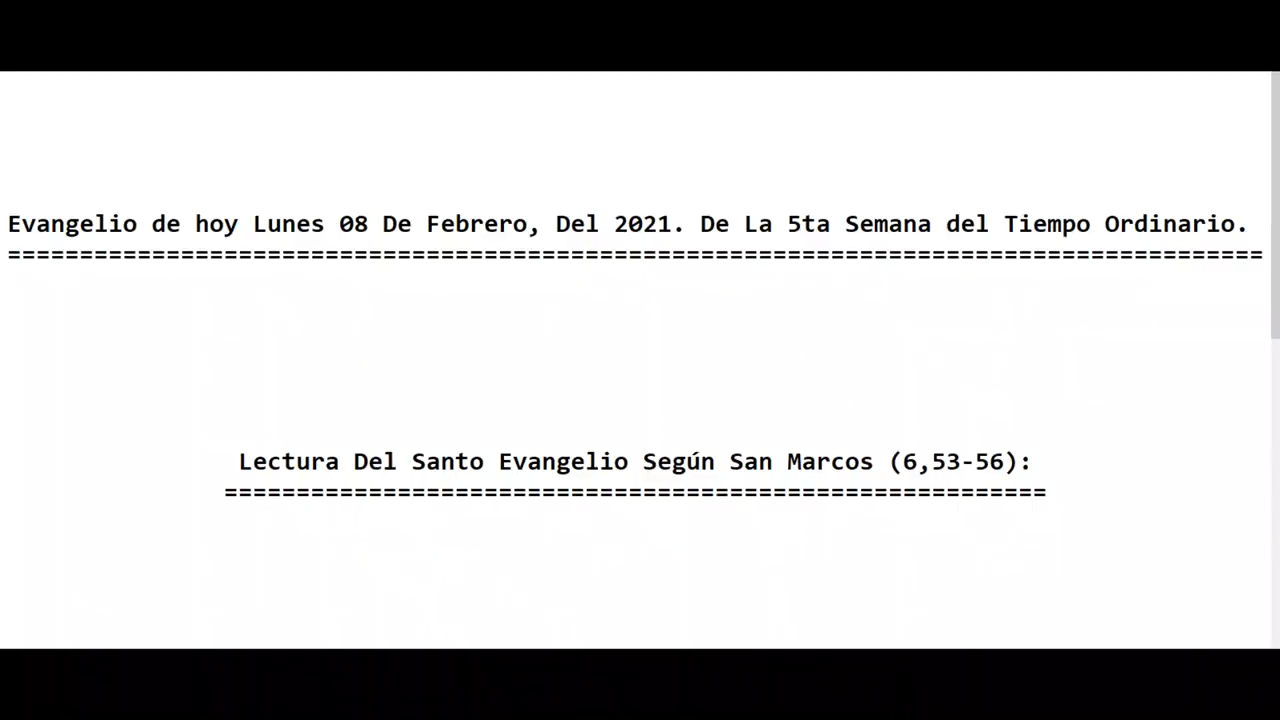 Evangelio de hoy Lunes 08 De Febrero, Del 2021. De La 5ta Semana del Tiempo Ordinario.
=======================================================================================
Lectura Del Santo Evangelio Según San Marcos (6,53-56):
=========================================================